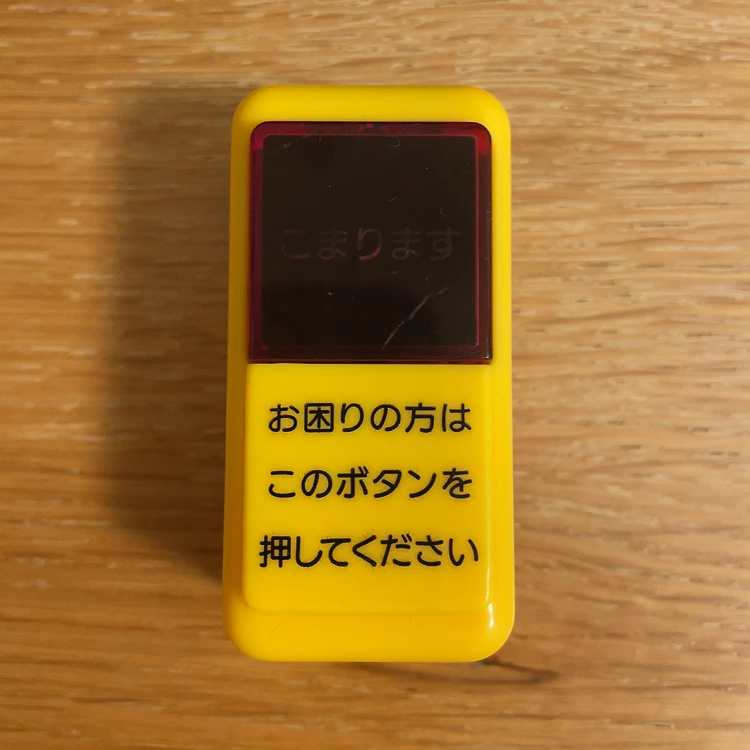 こまります
お困りの方は
このボタンを
押してください